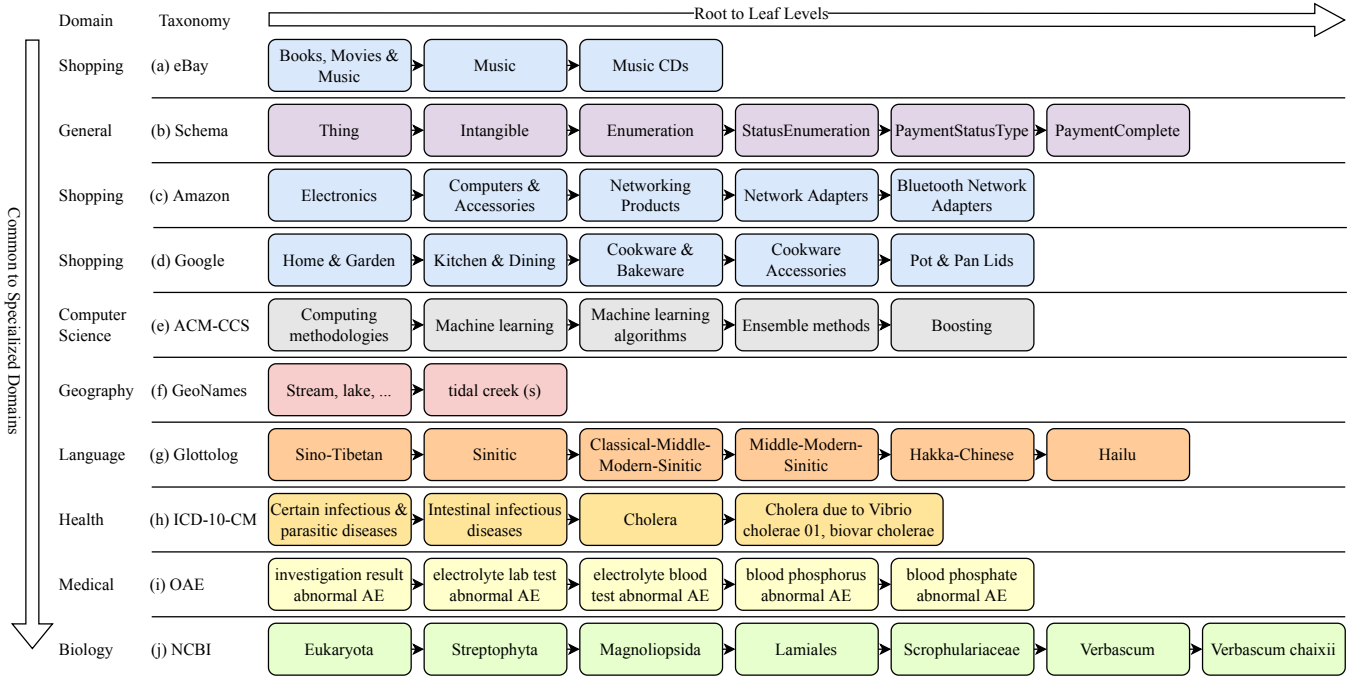 Domain
Taxonomy
Root to Leaf Levels
Common to Specialized Domains
Shopping
(a) eBay
Books, Movies &
Music
Music
Music CDs
General
(b) Schema
Thing
Intangible
Enumeration
StatusEnumeration
PaymentStatusType
PaymentComplete
Shopping
(c) Amazon
Electronics
Computers &
Accessories
Networking
Products
Network Adapters
Bluetooth Network
Adapters
Shopping
(d) Google
Home & Garden
Kitchen & Dining
Cookware &
Bakeware
Cookware
Accessories
Pot & Pan Lids
Computer
Science
(e) ACM-CCS
Computing
methodologies
Machine learning
Machine learning
algorithms
Ensemble methods
Boosting
Geography
(f) GeoNames
Stream, lake, ...
tidal creek (s)
Language
(g) Glottolog
Sino-Tibetan
Sinitic
Classical-Middle-
Modern-Sinitic
Middle-Modern-
Sinitic
Hakka-Chinese
Hailu
Health
(h) ICD-10-CM
Certain infectious &
parasitic diseases
Intestinal infectious
diseases
Cholera
Cholera due to Vibrio
cholerae 01, biovar cholerae
Medical
(i) OAE
investigation result
abnormal AE
electrolyte lab test
abnormal AE
electrolyte blood
test abnormal AE
blood phosphorus
abnormal AE
blood phosphate
abnormal AE
Biology
(j) NCBI
Eukaryota
Streptophyta
Magnoliopsida
Lamiales
Scrophulariaceae
Verbascum
Verbascum chaixii